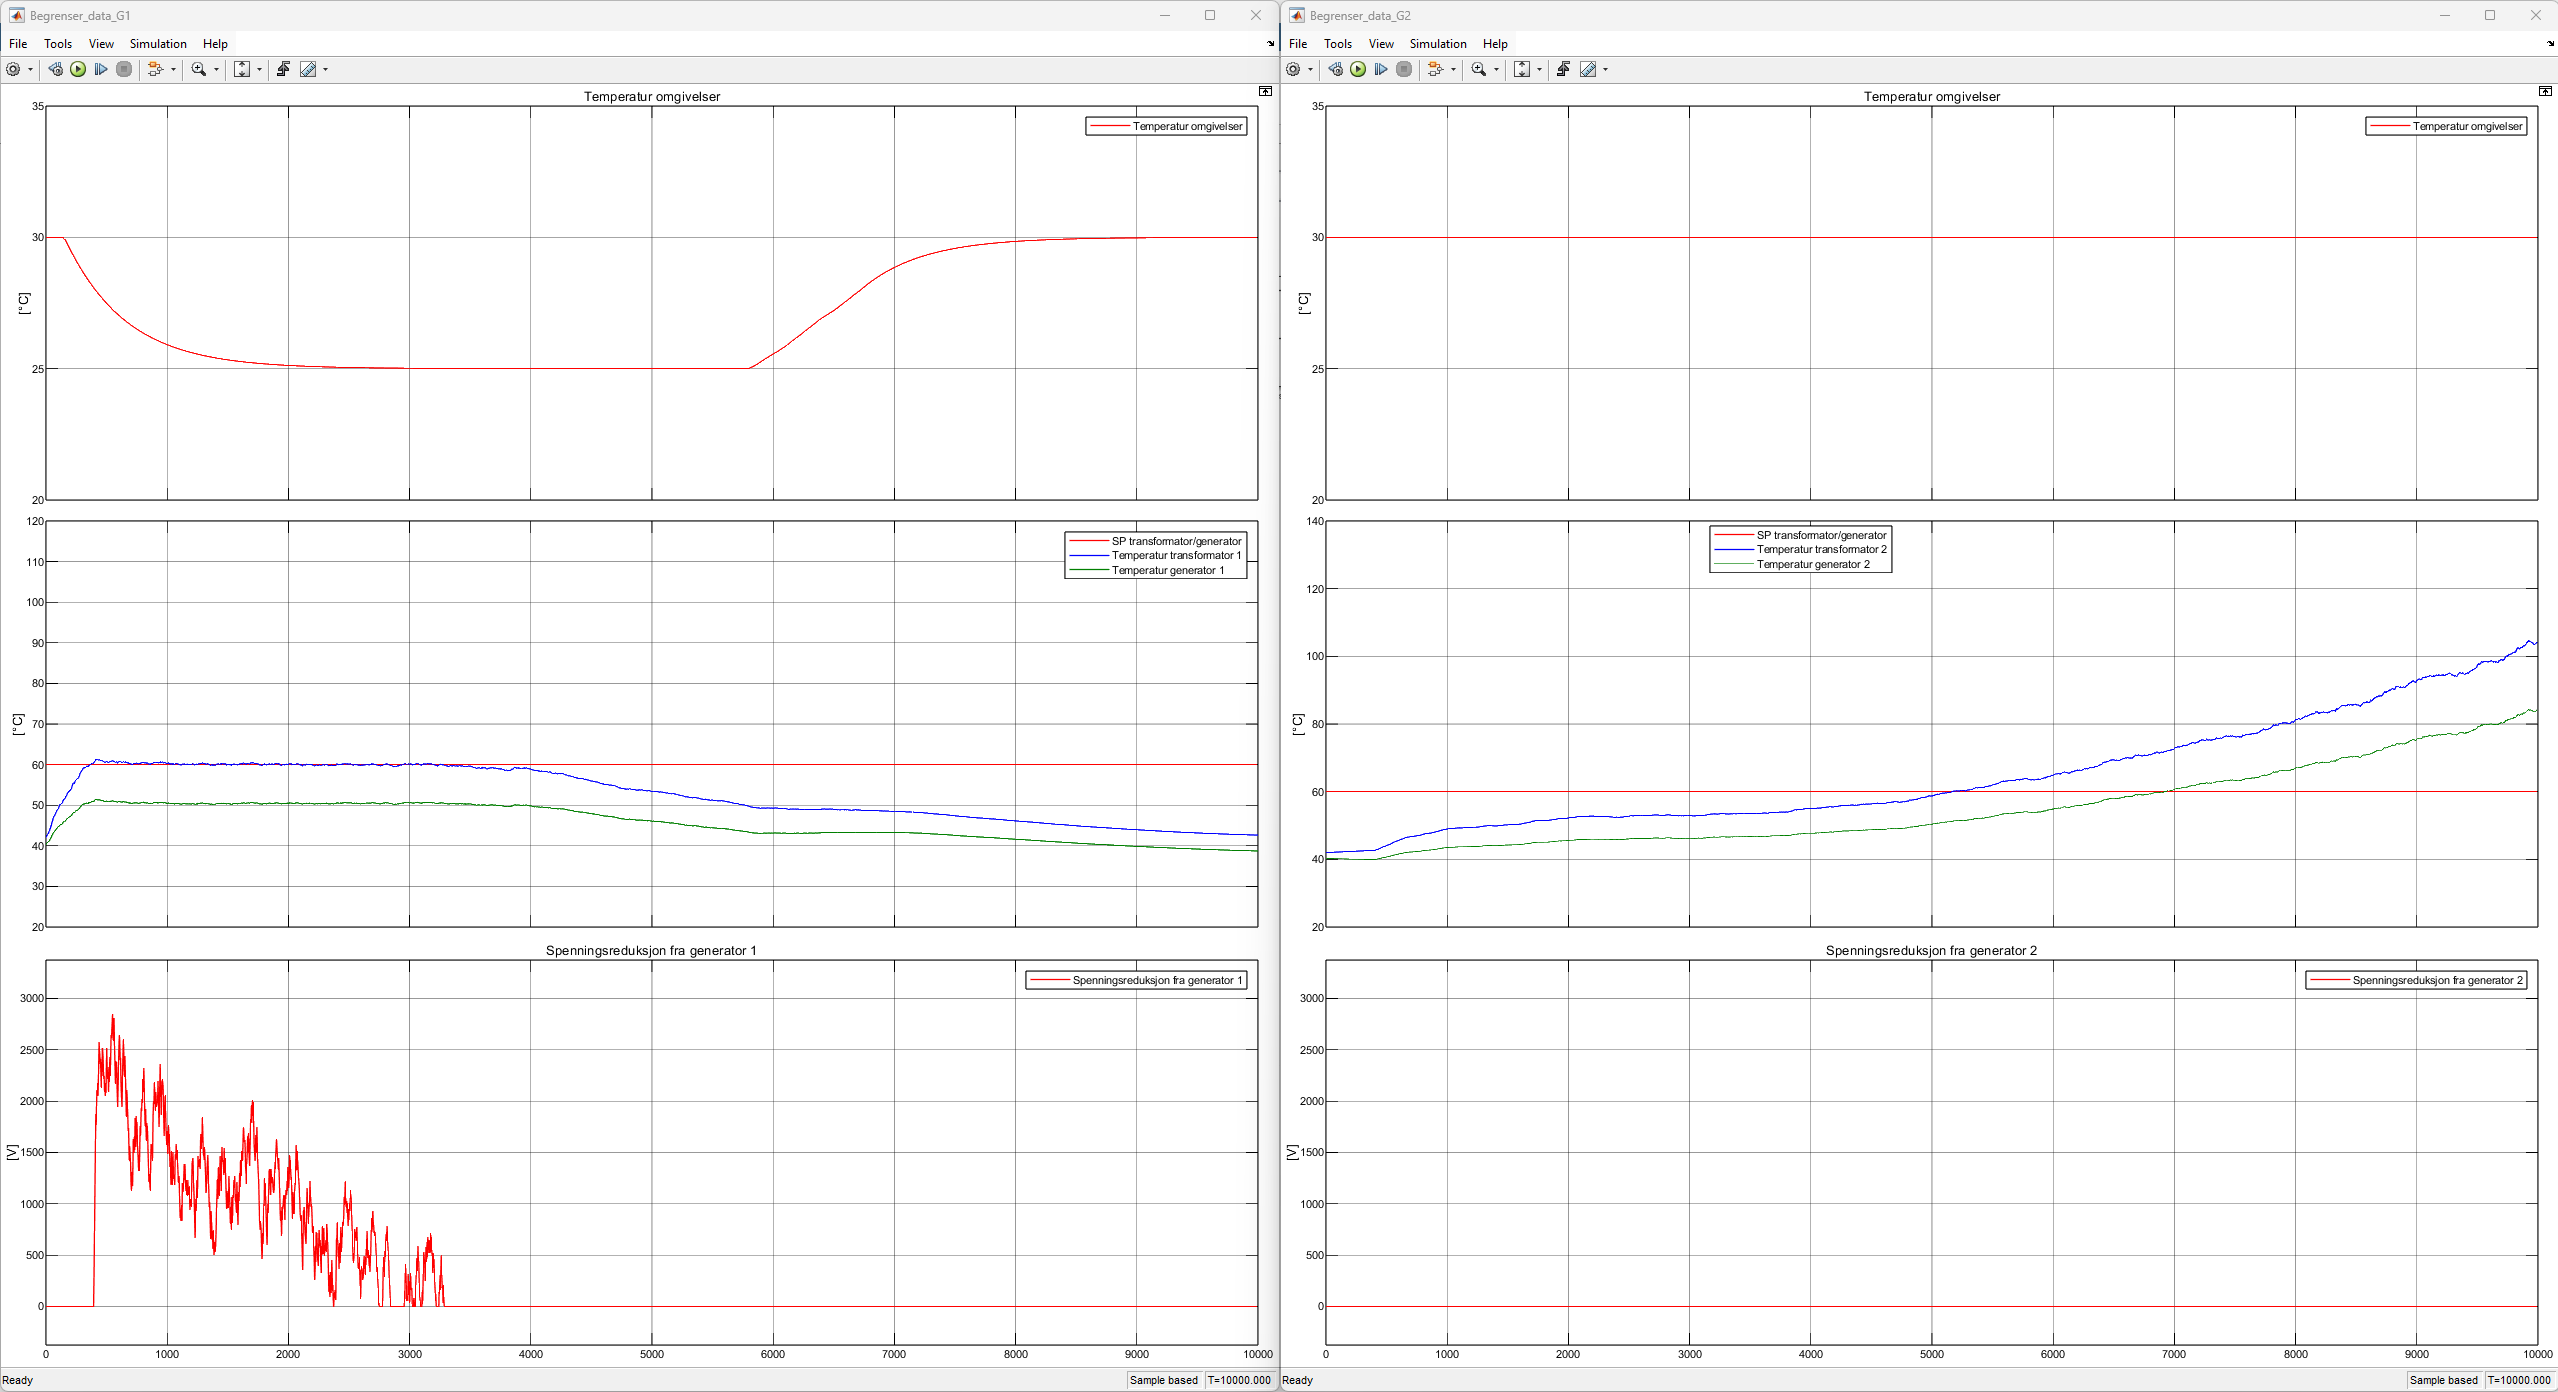 Begrenser_data_G1
File Tools View Simulation Help
Temperatur omgivelser
Temperatur omgivelser
35
30
25
20
[°C]
SP transformator/generator
Temperatur transformator 1
Temperatur generator 1
120
110
100
90
80
70
60
50
40
30
20
[°C]
Spenningsreduksjon fra generator 1
Spenningsreduksjon fra generator 1
3000
2500
2000
1500
1000
500
0
[V]
0 1000 2000 3000 4000 5000 6000 7000 8000 9000 10000
Ready Sample based T=10000.000
Begrenser_data_G2
File Tools View Simulation Help
Temperatur omgivelser
Temperatur omgivelser
35
30
25
20
[°C]
SP transformator/generator
Temperatur transformator 2
Temperatur generator 2
140
120
100
80
60
40
20
[°C]
Spenningsreduksjon fra generator 2
Spenningsreduksjon fra generator 2
3000
2500
2000
1500
1000
500
0
[V]
0 1000 2000 3000 4000 5000 6000 7000 8000 9000 10000
Ready Sample based T=10000.000